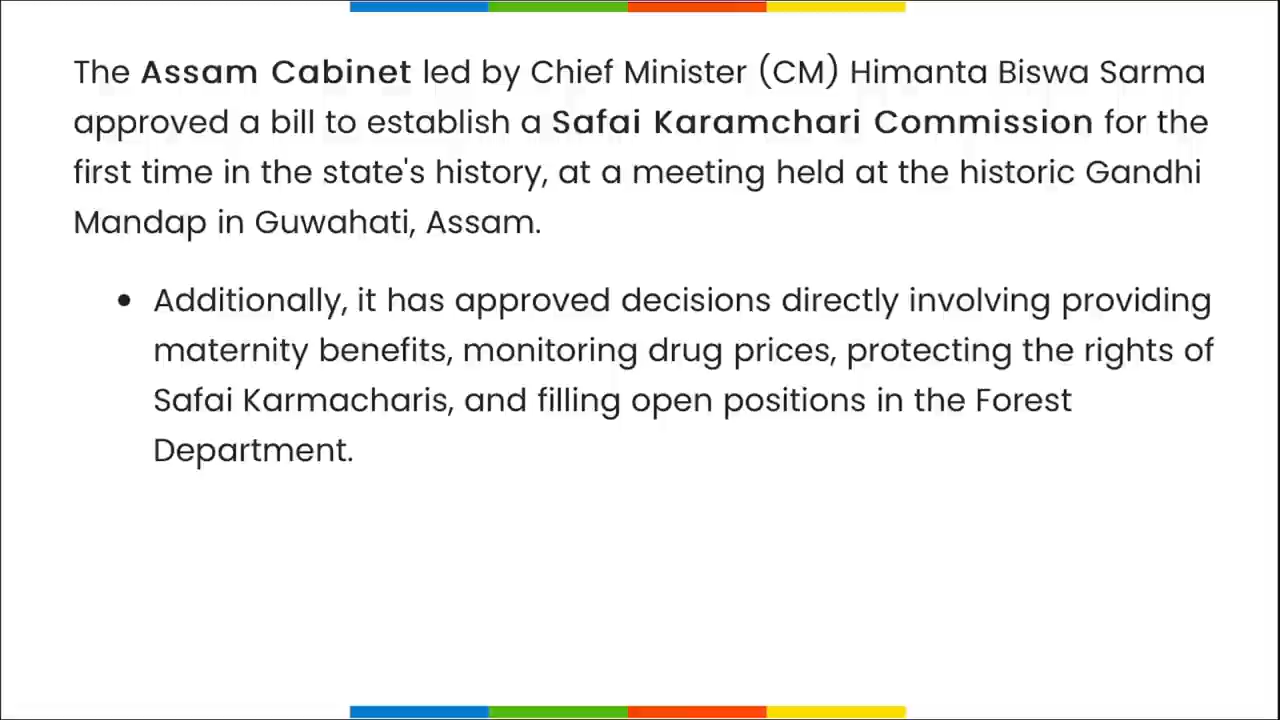 The Assam Cabinet led by Chief Minister (CM) Himanta Biswa Sarma
approved a bill to establish a Safai Karamchari Commission for the
first time in the state's history, at a meeting held at the historic Gandhi
Mandap in Guwahati, Assam.
• Additionally, it has approved decisions directly involving providing
maternity benefits, monitoring drug prices, protecting the rights of
Safai Karmacharis, and filling open positions in the Forest
Department.